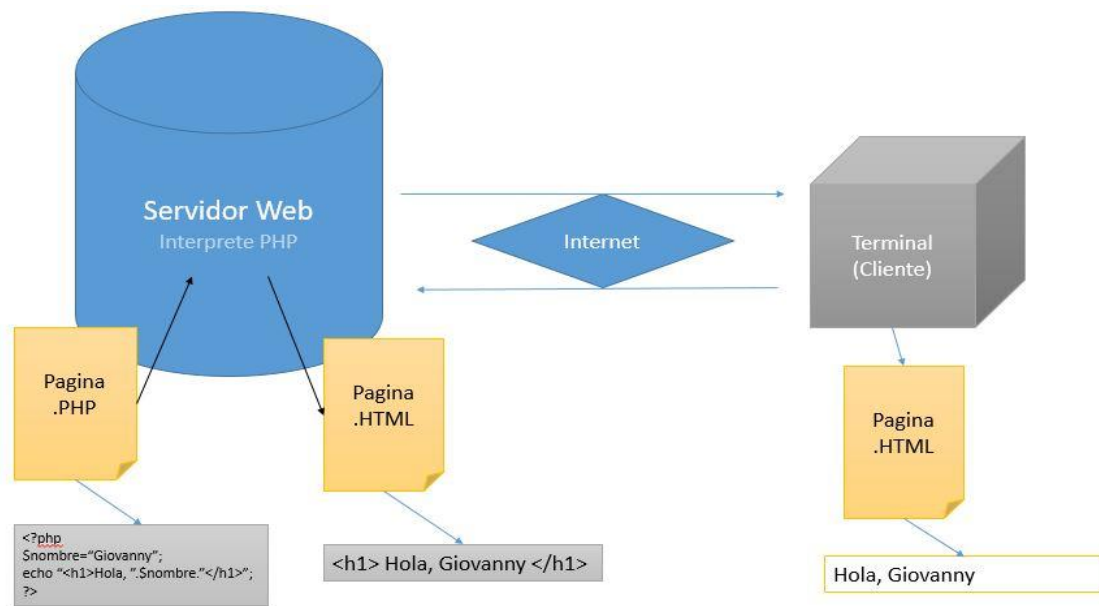 Servidor Web
Interprete PHP
Internet
Terminal
(Cliente)
Pagina
.PHP
Pagina
.HTML
Pagina
.HTML
<?php
$nombre=“Giovanny”;
echo “<h1>Hola, ”.$nombre.”</h1>”;
?>
<h1> Hola, Giovanny </h1>
Hola, Giovanny